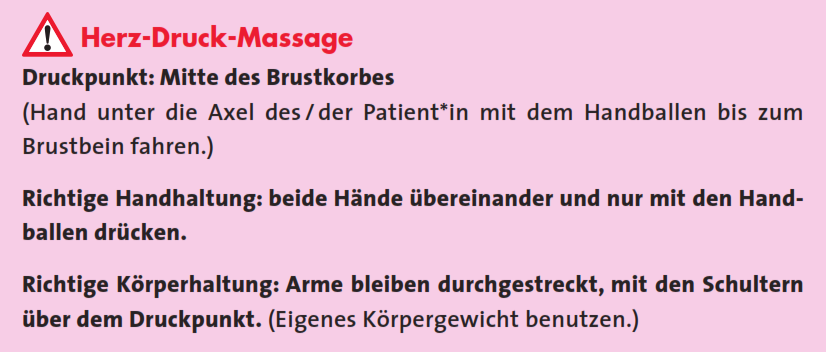 Herz-Druck-Massage
Druckpunkt: Mitte des Brustkorbes
(Hand unter die Axel des / der Patient*in mit dem Handballen bis zum
Brustbein fahren.)
Richtige Handhaltung: beide Hände übereinander und nur mit den Hand-
ballen drücken.
Richtige Körperhaltung: Arme bleiben durchgestreckt, mit den Schultern
über dem Druckpunkt. (Eigenes Körpergewicht benutzen.)